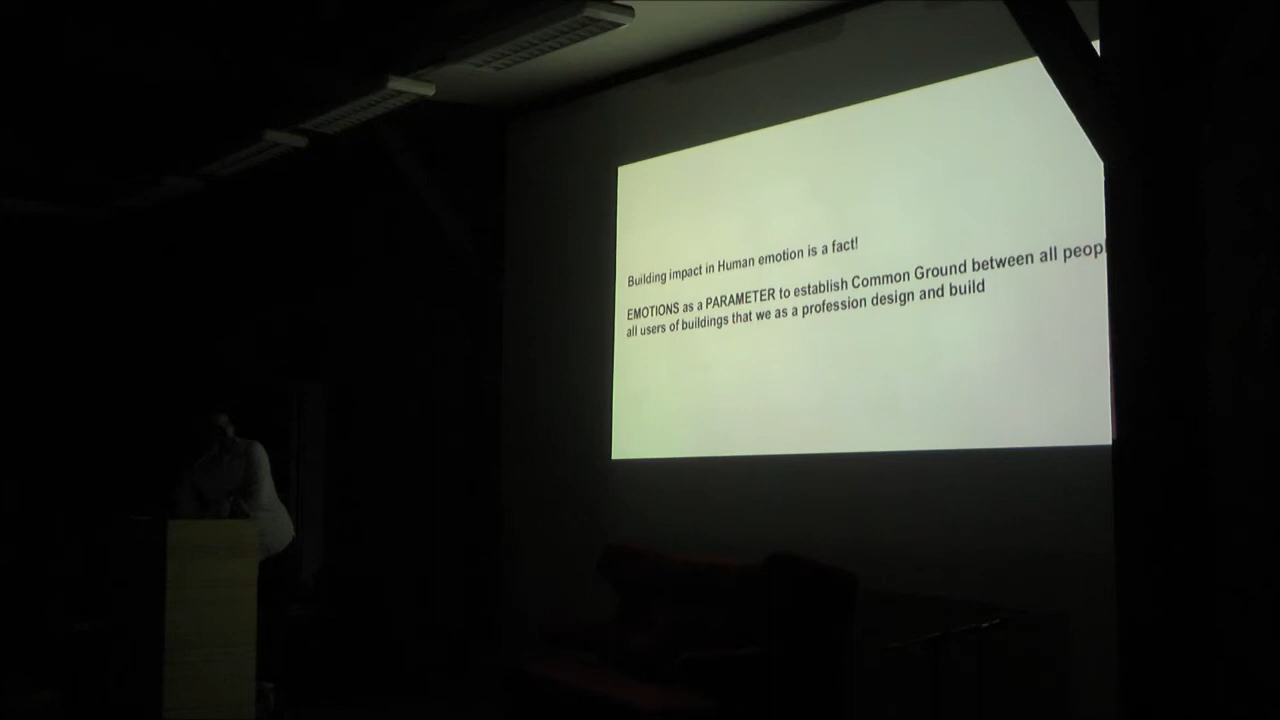 Building impact in Human emotion is a fact!
EMOTIONS as a PARAMETER to establish Common Ground between all peop
all users of buildings that we as a profession design and build